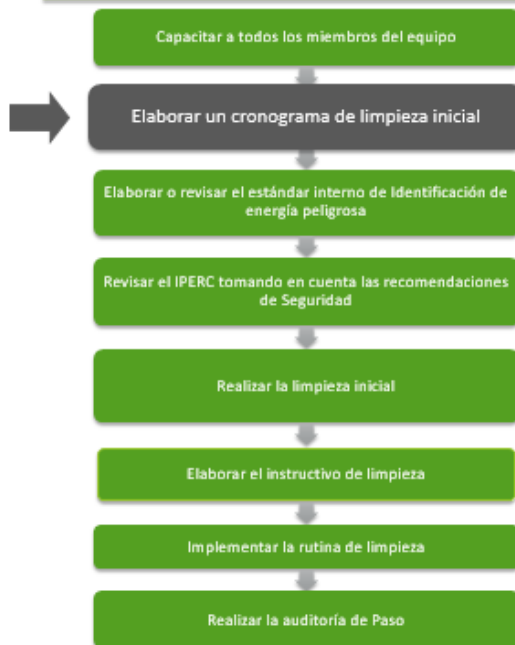 Capacitar a todos los miembros del equipo
Elaborar un cronograma de limpieza inicial
Elaborar o revisar el estándar interno de Identificación de
energía peligrosa
Revisar el IPERC tomando en cuenta las recomendaciones
de Seguridad
Realizar la limpieza inicial
Elaborar el instructivo de limpieza
Implementar la rutina de limpieza
Realizar la auditoría de Paso